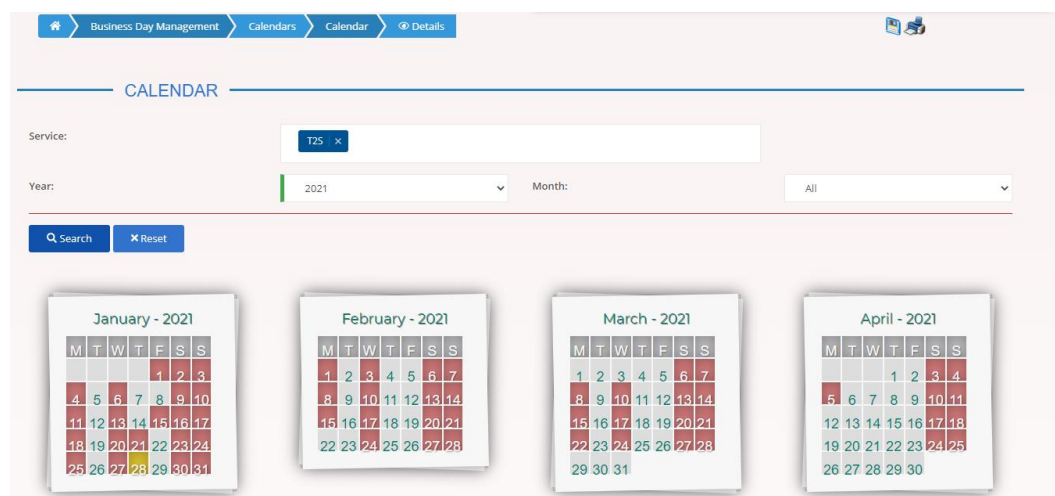 Business Day Management Calendars Calendar Details
CALENDAR
Service: T2S ×
Year: 2021 Month: All
Search × Reset
January - 2021
M T W T F S S
1 2 3
4 5 6 7 8 9 10
11 12 13 14 15 16 17
18 19 20 21 22 23 24
25 26 27 28 29 30 31
February - 2021
M T W T F S S
1 2 3 4 5 6 7
8 9 10 11 12 13 14
15 16 17 18 19 20 21
22 23 24 25 26 27 28
March - 2021
M T W T F S S
1 2 3 4 5 6 7
8 9 10 11 12 13 14
15 16 17 18 19 20 21
22 23 24 25 26 27 28
29 30 31
April - 2021
M T W T F S S
1 2 3 4
5 6 7 8 9 10 11
12 13 14 15 16 17 18
19 20 21 22 23 24 25
26 27 28 29 30